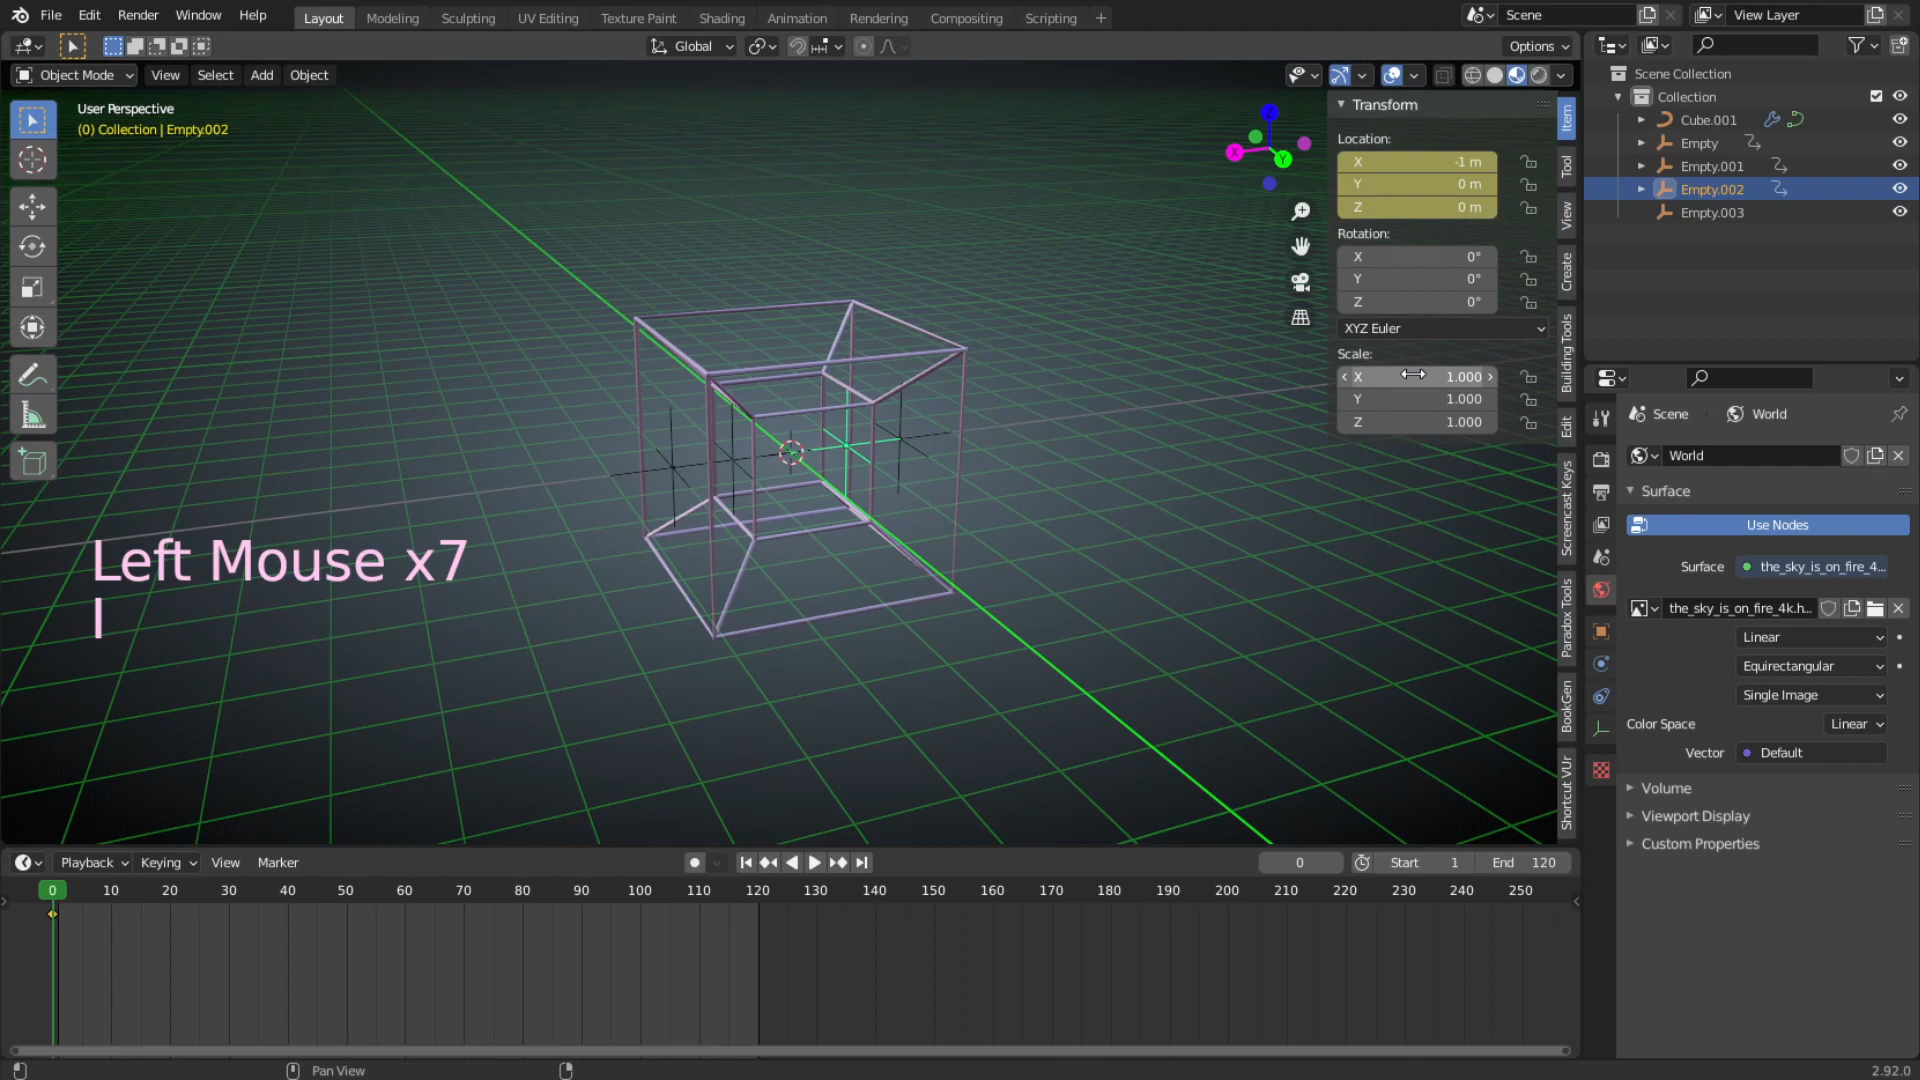 File Edit Render Window Help Layout Modeling Sculpting UV Editing Texture Paint Shading Animation Rendering Compositing Scripting + Scene View Layer
Global Options
Object Mode View Select Add Object
User Perspective
(0) Collection | Empty.002
Z
X
Y
Transform
Location:
X -1 m
Y 0 m
Z 0 m
Rotation:
X 0°
Y 0°
Z 0°
XYZ Euler
Scale:
X 1.000
Y 1.000
Z 1.000
Item
Tool
View
Create
Building Tools
Edit
Screencast Keys
Paradox Tools
BookGen
Shortcut VUr
Left Mouse x7
I
Scene Collection
Collection
Cube.001
Empty
Empty.001
Empty.002
Empty.003
Scene World
World
Surface
Use Nodes
Surface the_sky_is_on_fire_4...
the_sky_is_on_fire_4k.h...
Linear
Equirectangular
Single Image
Color Space Linear
Vector Default
Volume
Viewport Display
Custom Properties
Playback Keying View Marker 0 Start 1 End 120
0 10 20 30 40 50 60 70 80 90 100 110 120 130 140 150 160 170 180 190 200 210 220 230 240 250
Pan View 2.92.0